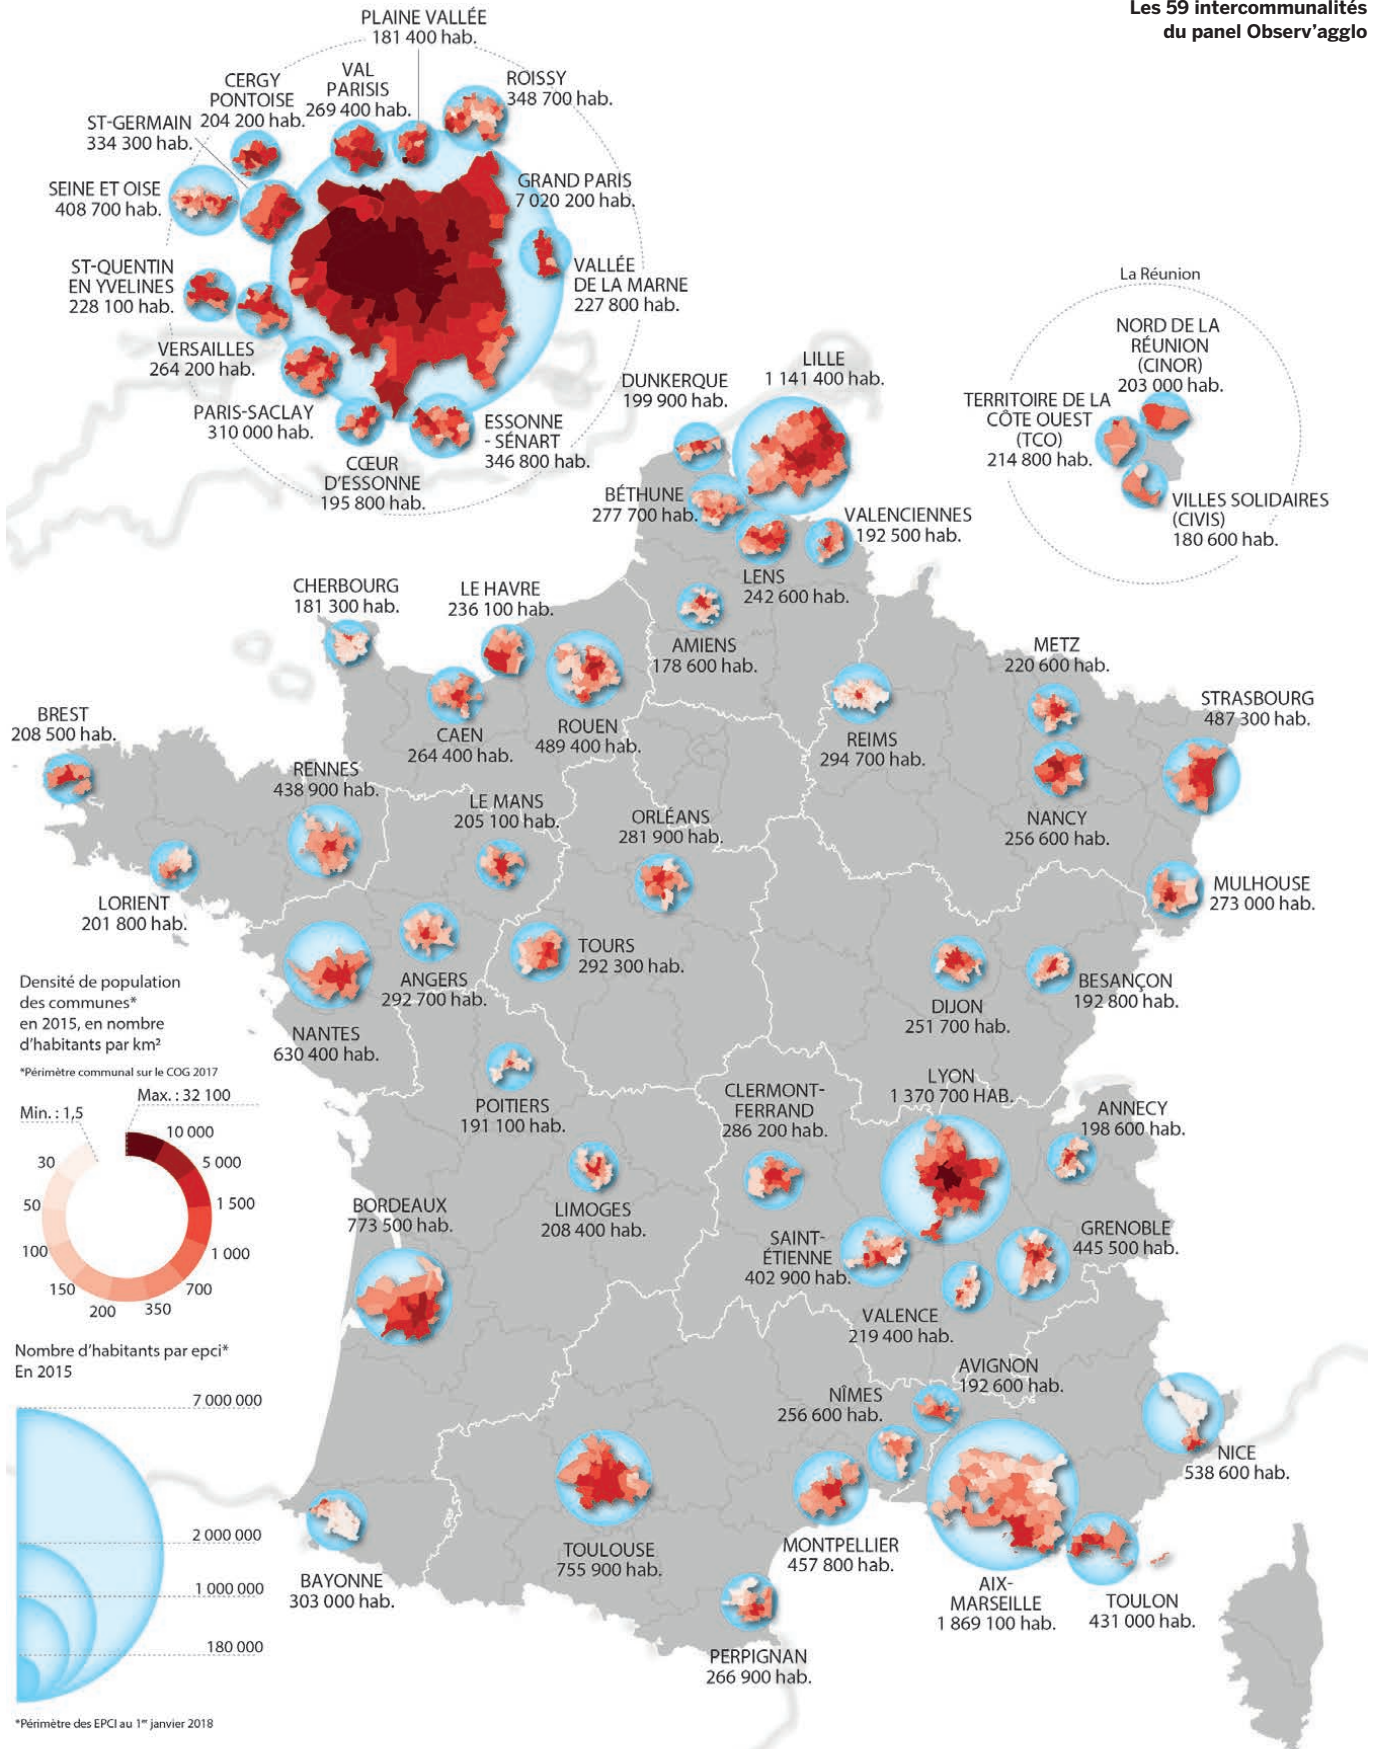 Les 59 intercommunalités
du panel Observ’agglo
PLAINE VALLÉE
181 400 hab.
CERGY
PONTOISE
204 200 hab.
VAL
PARISIS
269 400 hab.
ROISSY
348 700 hab.
ST-GERMAIN
334 300 hab.
SEINE ET OISE
408 700 hab.
GRAND PARIS
7 020 200 hab.
ST-QUENTIN
EN YVELINES
228 100 hab.
VALLÉE
DE LA MARNE
227 800 hab.
VERSAILLES
264 200 hab.
PARIS-SACLAY
310 000 hab.
CŒUR
D’ESSONNE
195 800 hab.
ESSONNE
- SÉNART
346 800 hab.
La Réunion
NORD DE LA
RÉUNION
(CINOR)
203 000 hab.
TERRITOIRE DE LA
CÔTE OUEST
(TCO)
214 800 hab.
VILLES SOLIDAIRES
(CIVIS)
180 600 hab.
DUNKERQUE
199 900 hab.
LILLE
1 141 400 hab.
BÉTHUNE
277 700 hab.
VALENCIENNES
192 500 hab.
LENS
242 600 hab.
CHERBOURG
181 300 hab.
LE HAVRE
236 100 hab.
AMIENS
178 600 hab.
METZ
220 600 hab.
STRASBOURG
487 300 hab.
BREST
208 500 hab.
CAEN
264 400 hab.
ROUEN
489 400 hab.
REIMS
294 700 hab.
RENNES
438 900 hab.
LE MANS
205 100 hab.
ORLÉANS
281 900 hab.
NANCY
256 600 hab.
LORIENT
201 800 hab.
MULHOUSE
273 000 hab.
ANGERS
292 700 hab.
TOURS
292 300 hab.
DIJON
251 700 hab.
BESANÇON
192 800 hab.
NANTES
630 400 hab.
POITIERS
191 100 hab.
CLERMONT-
FERRAND
286 200 hab.
LYON
1 370 700 HAB.
ANNECY
198 600 hab.
LIMOGES
208 400 hab.
BORDEAUX
773 500 hab.
SAINT-
ÉTIENNE
402 900 hab.
GRENOBLE
445 500 hab.
VALENCE
219 400 hab.
AVIGNON
192 600 hab.
NÎMES
256 600 hab.
NICE
538 600 hab.
TOULOUSE
755 900 hab.
MONTPELLIER
457 800 hab.
BAYONNE
303 000 hab.
AIX-
MARSEILLE
1 869 100 hab.
TOULON
431 000 hab.
PERPIGNAN
266 900 hab.
Densité de population
des communes*
en 2015, en nombre
d’habitants par km²
*Périmètre communal sur le COG 2017
Min. : 1,5
Max. : 32 100
10 000
5 000
1 500
1 000
700
350
200
150
100
50
30
Nombre d’habitants par epci*
En 2015
7 000 000
2 000 000
1 000 000
180 000
*Périmètre des EPCI au 1er janvier 2018